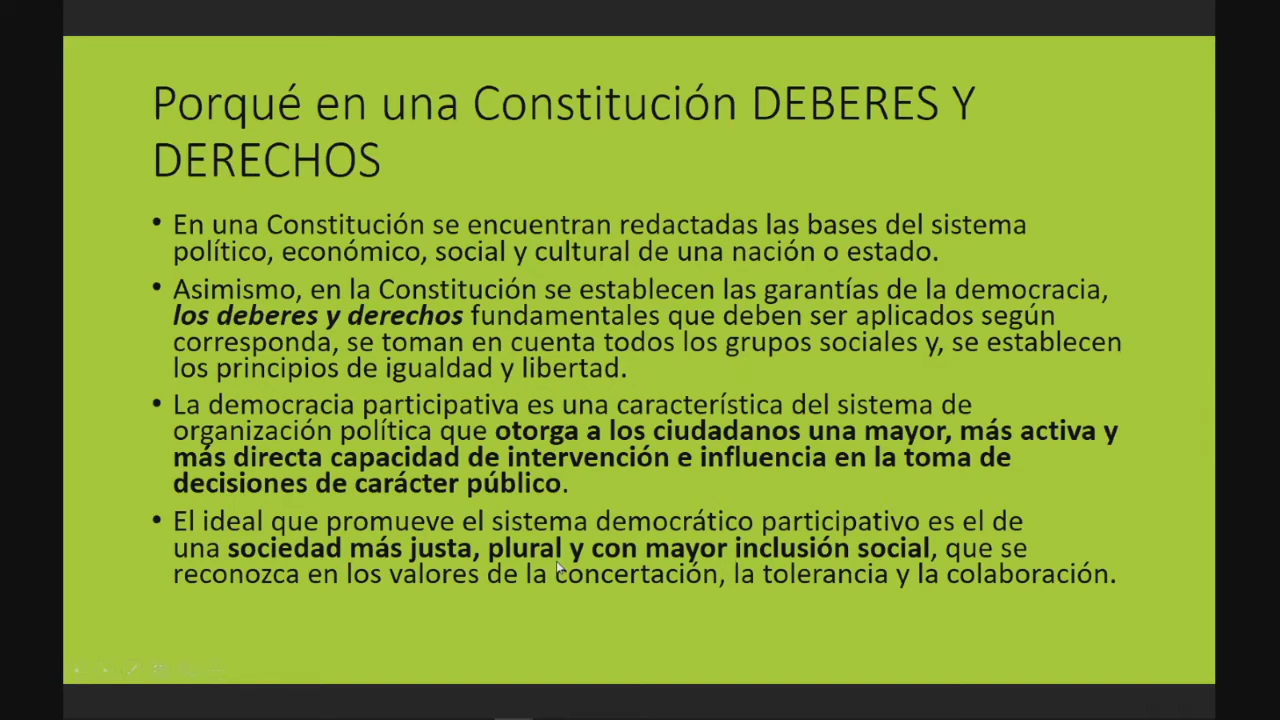 Porqué en una Constitución DEBERES Y
DERECHOS
• En una Constitución se encuentran redactadas las bases del sistema
político, económico, social y cultural de una nación o estado.
• Asimismo, en la Constitución se establecen las garantías de la democracia,
los deberes y derechos fundamentales que deben ser aplicados según
corresponda, se toman en cuenta todos los grupos sociales y, se establecen
los principios de igualdad y libertad.
• La democracia participativa es una característica del sistema de
organización política que otorga a los ciudadanos una mayor, más activa y
más directa capacidad de intervención e influencia en la toma de
decisiones de carácter público.
• El ideal que promueve el sistema democrático participativo es el de
una sociedad más justa, plural y con mayor inclusión social, que se
reconozca en los valores de la concertación, la tolerancia y la colaboración.